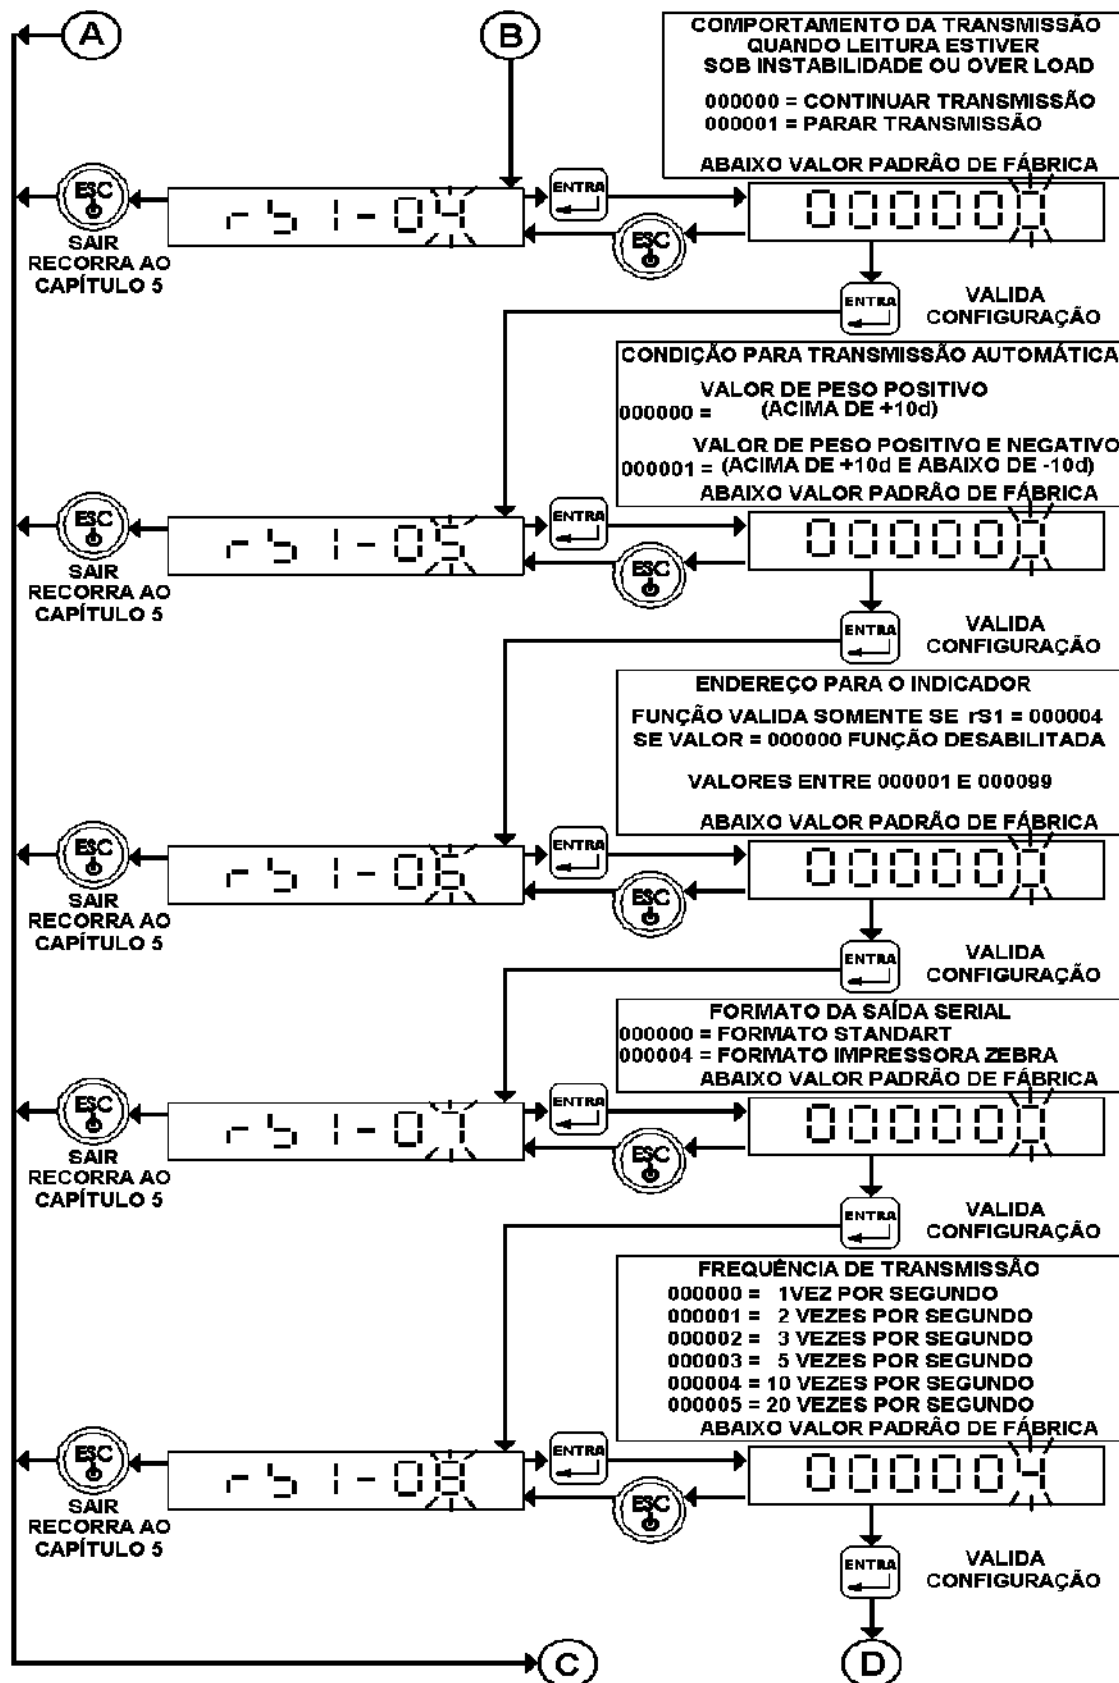 A
B
COMPORTAMENTO DA TRANSMISSÃO
QUANDO LEITURA ESTIVER
SOB INSTABILIDADE OU OVER LOAD
000000 = CONTINUAR TRANSMISSÃO
000001 = PARAR TRANSMISSÃO
ABAIXO VALOR PADRÃO DE FÁBRICA
ESC
rS1-04
ENTRA
000000
ESC
SAIR
RECORRA AO
CAPÍTULO 5
ENTRA
VALIDA
CONFIGURAÇÃO
CONDIÇÃO PARA TRANSMISSÃO AUTOMÁTICA
VALOR DE PESO POSITIVO
000000 = (ACIMA DE +10d)
VALOR DE PESO POSITIVO E NEGATIVO
000001 = (ACIMA DE +10d E ABAIXO DE -10d)
ABAIXO VALOR PADRÃO DE FÁBRICA
ESC
rS1-05
ENTRA
000000
ESC
SAIR
RECORRA AO
CAPÍTULO 5
ENTRA
VALIDA
CONFIGURAÇÃO
ENDEREÇO PARA O INDICADOR
FUNÇÃO VALIDA SOMENTE SE rS1 = 000004
SE VALOR = 000000 FUNÇÃO DESABILITADA
VALORES ENTRE 000001 E 000099
ABAIXO VALOR PADRÃO DE FÁBRICA
ESC
rS1-06
ENTRA
000000
ESC
SAIR
RECORRA AO
CAPÍTULO 5
ENTRA
VALIDA
CONFIGURAÇÃO
FORMATO DA SAÍDA SERIAL
000000 = FORMATO STANDART
000004 = FORMATO IMPRESSORA ZEBRA
ABAIXO VALOR PADRÃO DE FÁBRICA
ESC
rS1-07
ENTRA
000000
ESC
SAIR
RECORRA AO
CAPÍTULO 5
ENTRA
VALIDA
CONFIGURAÇÃO
FREQUÊNCIA DE TRANSMISSÃO
000000 = 1VEZ POR SEGUNDO
000001 = 2 VEZES POR SEGUNDO
000002 = 3 VEZES POR SEGUNDO
000003 = 5 VEZES POR SEGUNDO
000004 = 10 VEZES POR SEGUNDO
000005 = 20 VEZES POR SEGUNDO
ABAIXO VALOR PADRÃO DE FÁBRICA
ESC
rS1-08
ENTRA
000004
ESC
SAIR
RECORRA AO
CAPÍTULO 5
ENTRA
VALIDA
CONFIGURAÇÃO
C
D